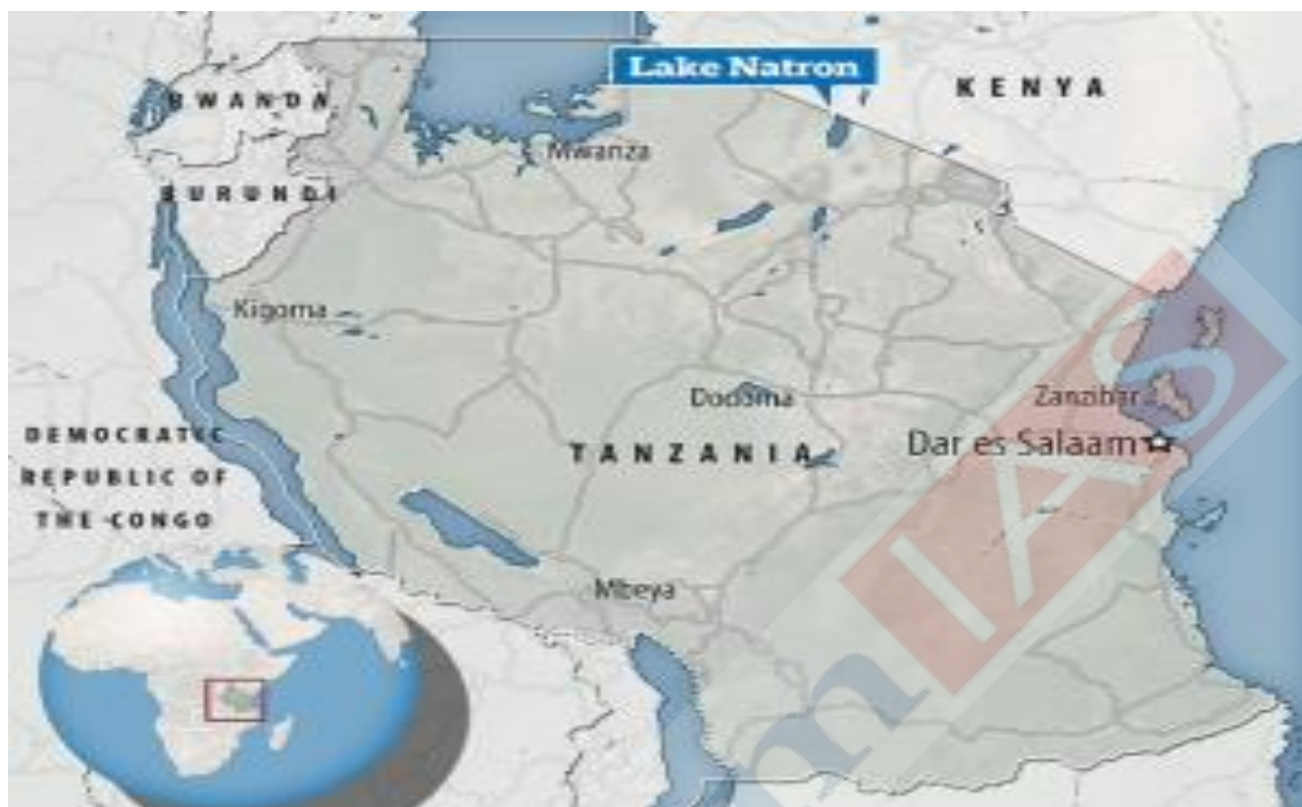 Lake Natron
KENYA
RWANDA
Mwanza
BURUNDI
Kigoma
Dodoma
Zanzibar
TANZANIA
Dar es Salaam
DEMOCRATIC
REPUBLIC OF
THE CONGO
Mbeya
IAS